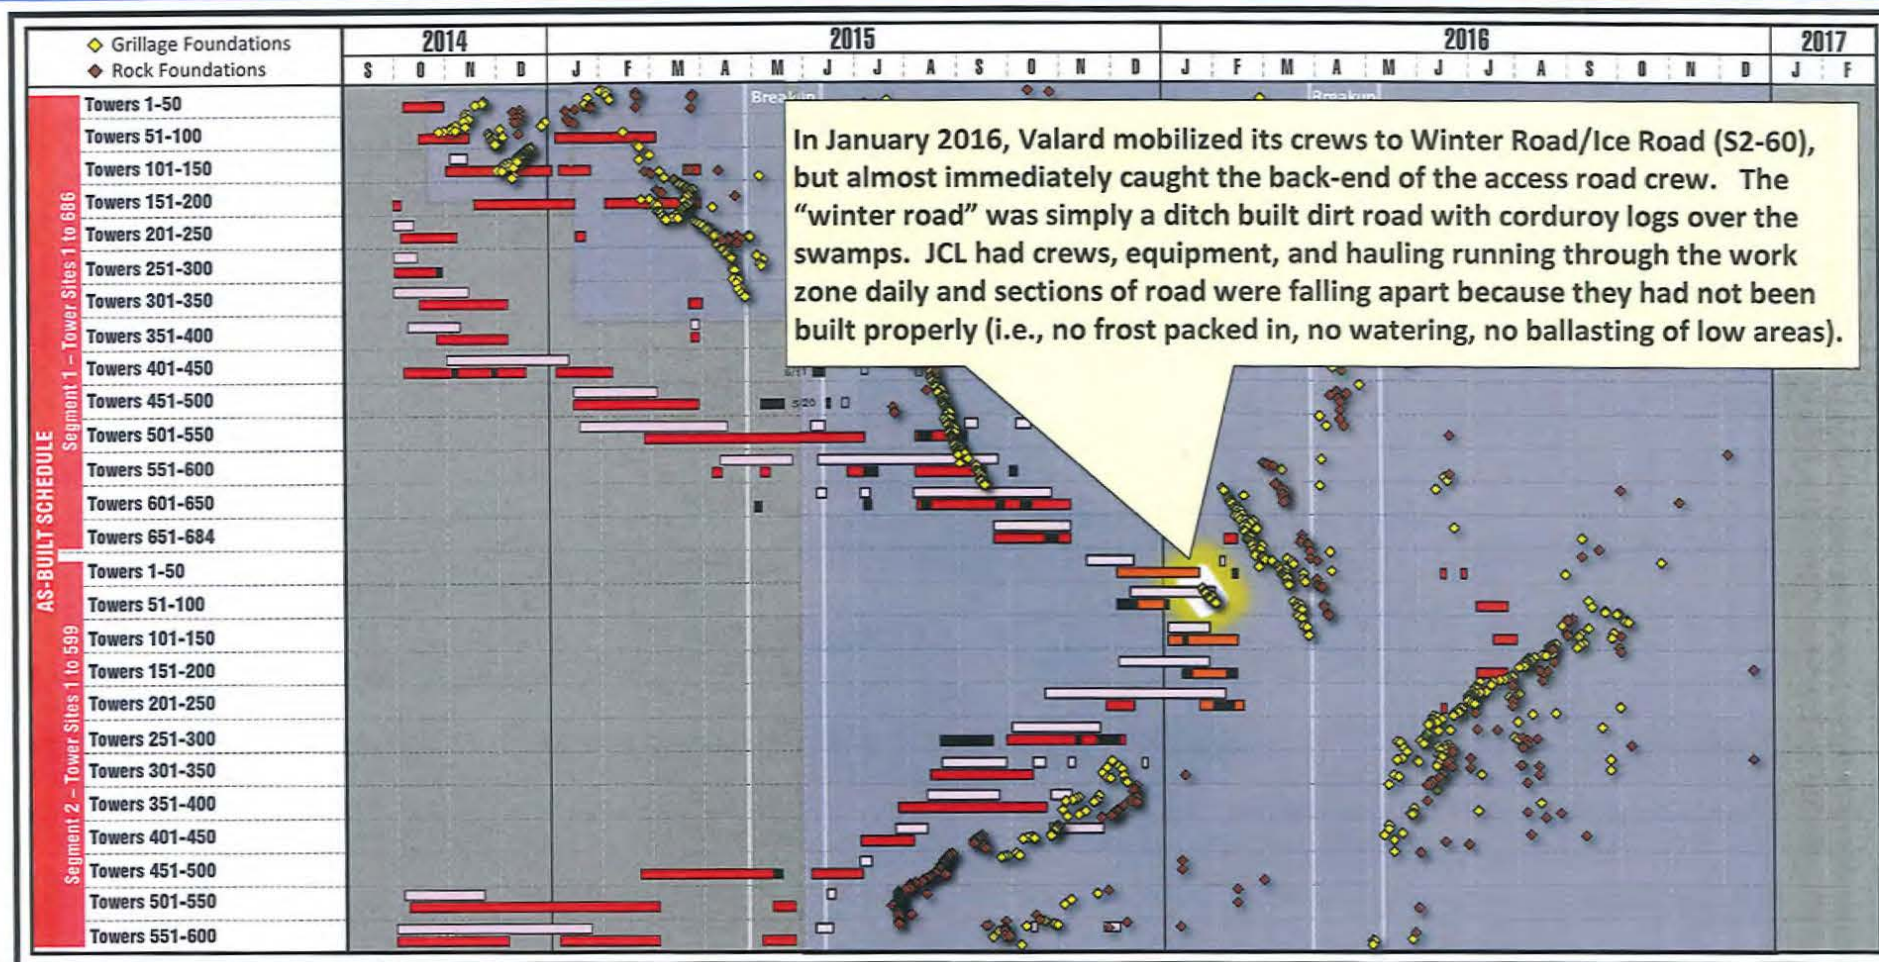 Grillage Foundations
Rock Foundations
2014 2015 2016 2017
S O N D J F M A M J J A S O N D J F M A M J J A S O N D J F
AS-BUILT SCHEDULE
Segment 1 – Tower Sites 1 to 686
Towers 1-50
Towers 51-100
Towers 101-150
Towers 151-200
Towers 201-250
Towers 251-300
Towers 301-350
Towers 351-400
Towers 401-450
Towers 451-500
Towers 501-550
Towers 551-600
Towers 601-650
Towers 651-684
Segment 2 – Tower Sites 1 to 599
Towers 1-50
Towers 51-100
Towers 101-150
Towers 151-200
Towers 201-250
Towers 251-300
Towers 301-350
Towers 351-400
Towers 401-450
Towers 451-500
Towers 501-550
Towers 551-600
Breakup
Breakup
In January 2016, Valard mobilized its crews to Winter Road/Ice Road (S2-60),
but almost immediately caught the back-end of the access road crew. The
“winter road” was simply a ditch built dirt road with corduroy logs over the
swamps. JCL had crews, equipment, and hauling running through the work
zone daily and sections of road were falling apart because they had not been
built properly (i.e., no frost packed in, no watering, no ballasting of low areas).
5/20